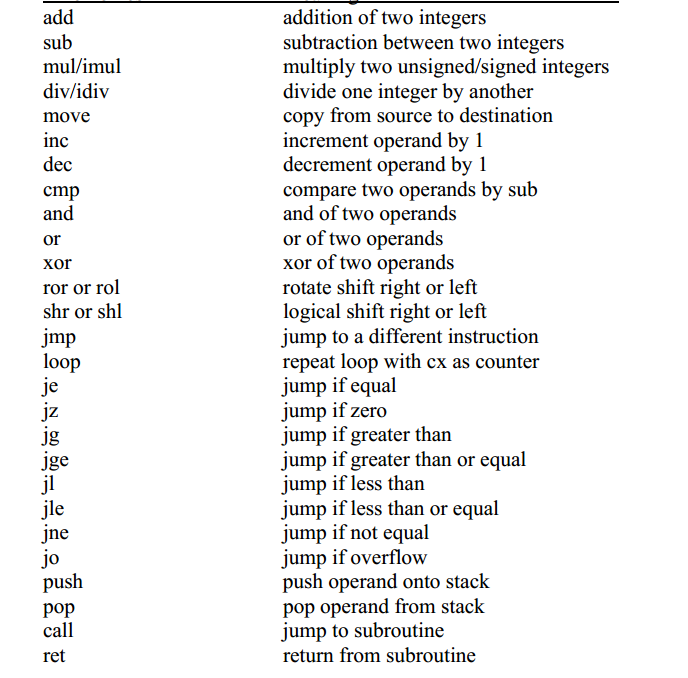 add addition of two integers
sub subtraction between two integers
mul/imul multiply two unsigned/signed integers
div/idiv divide one integer by another
move copy from source to destination
inc increment operand by 1
dec decrement operand by 1
cmp compare two operands by sub
and and of two operands
or or of two operands
xor xor of two operands
ror or rol rotate shift right or left
shr or shl logical shift right or left
jmp jump to a different instruction
loop repeat loop with cx as counter
je jump if equal
jz jump if zero
jg jump if greater than
jge jump if greater than or equal
jl jump if less than
jle jump if less than or equal
jne jump if not equal
jo jump if overflow
push push operand onto stack
pop pop operand from stack
call jump to subroutine
ret return from subroutine